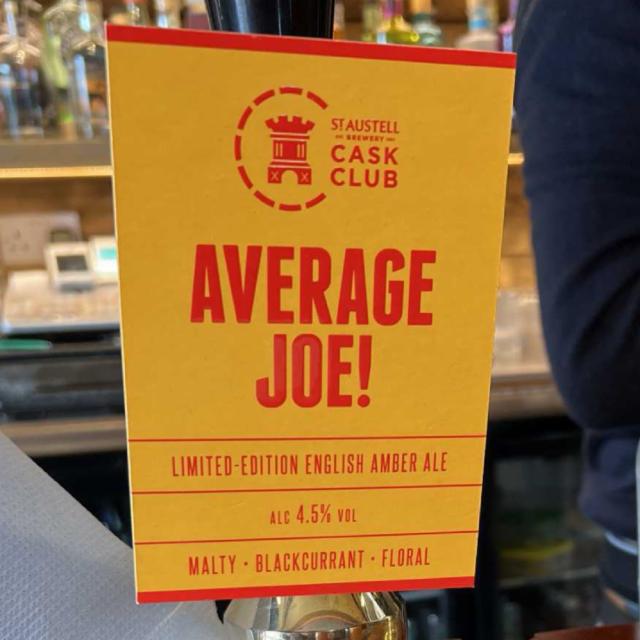 ST AUSTELL
BREWERY
CASK
CLUB
AVERAGE
JOE!
LIMITED-EDITION ENGLISH AMBER ALE
ALC 4.5% VOL
MALTY · BLACKCURRANT · FLORAL